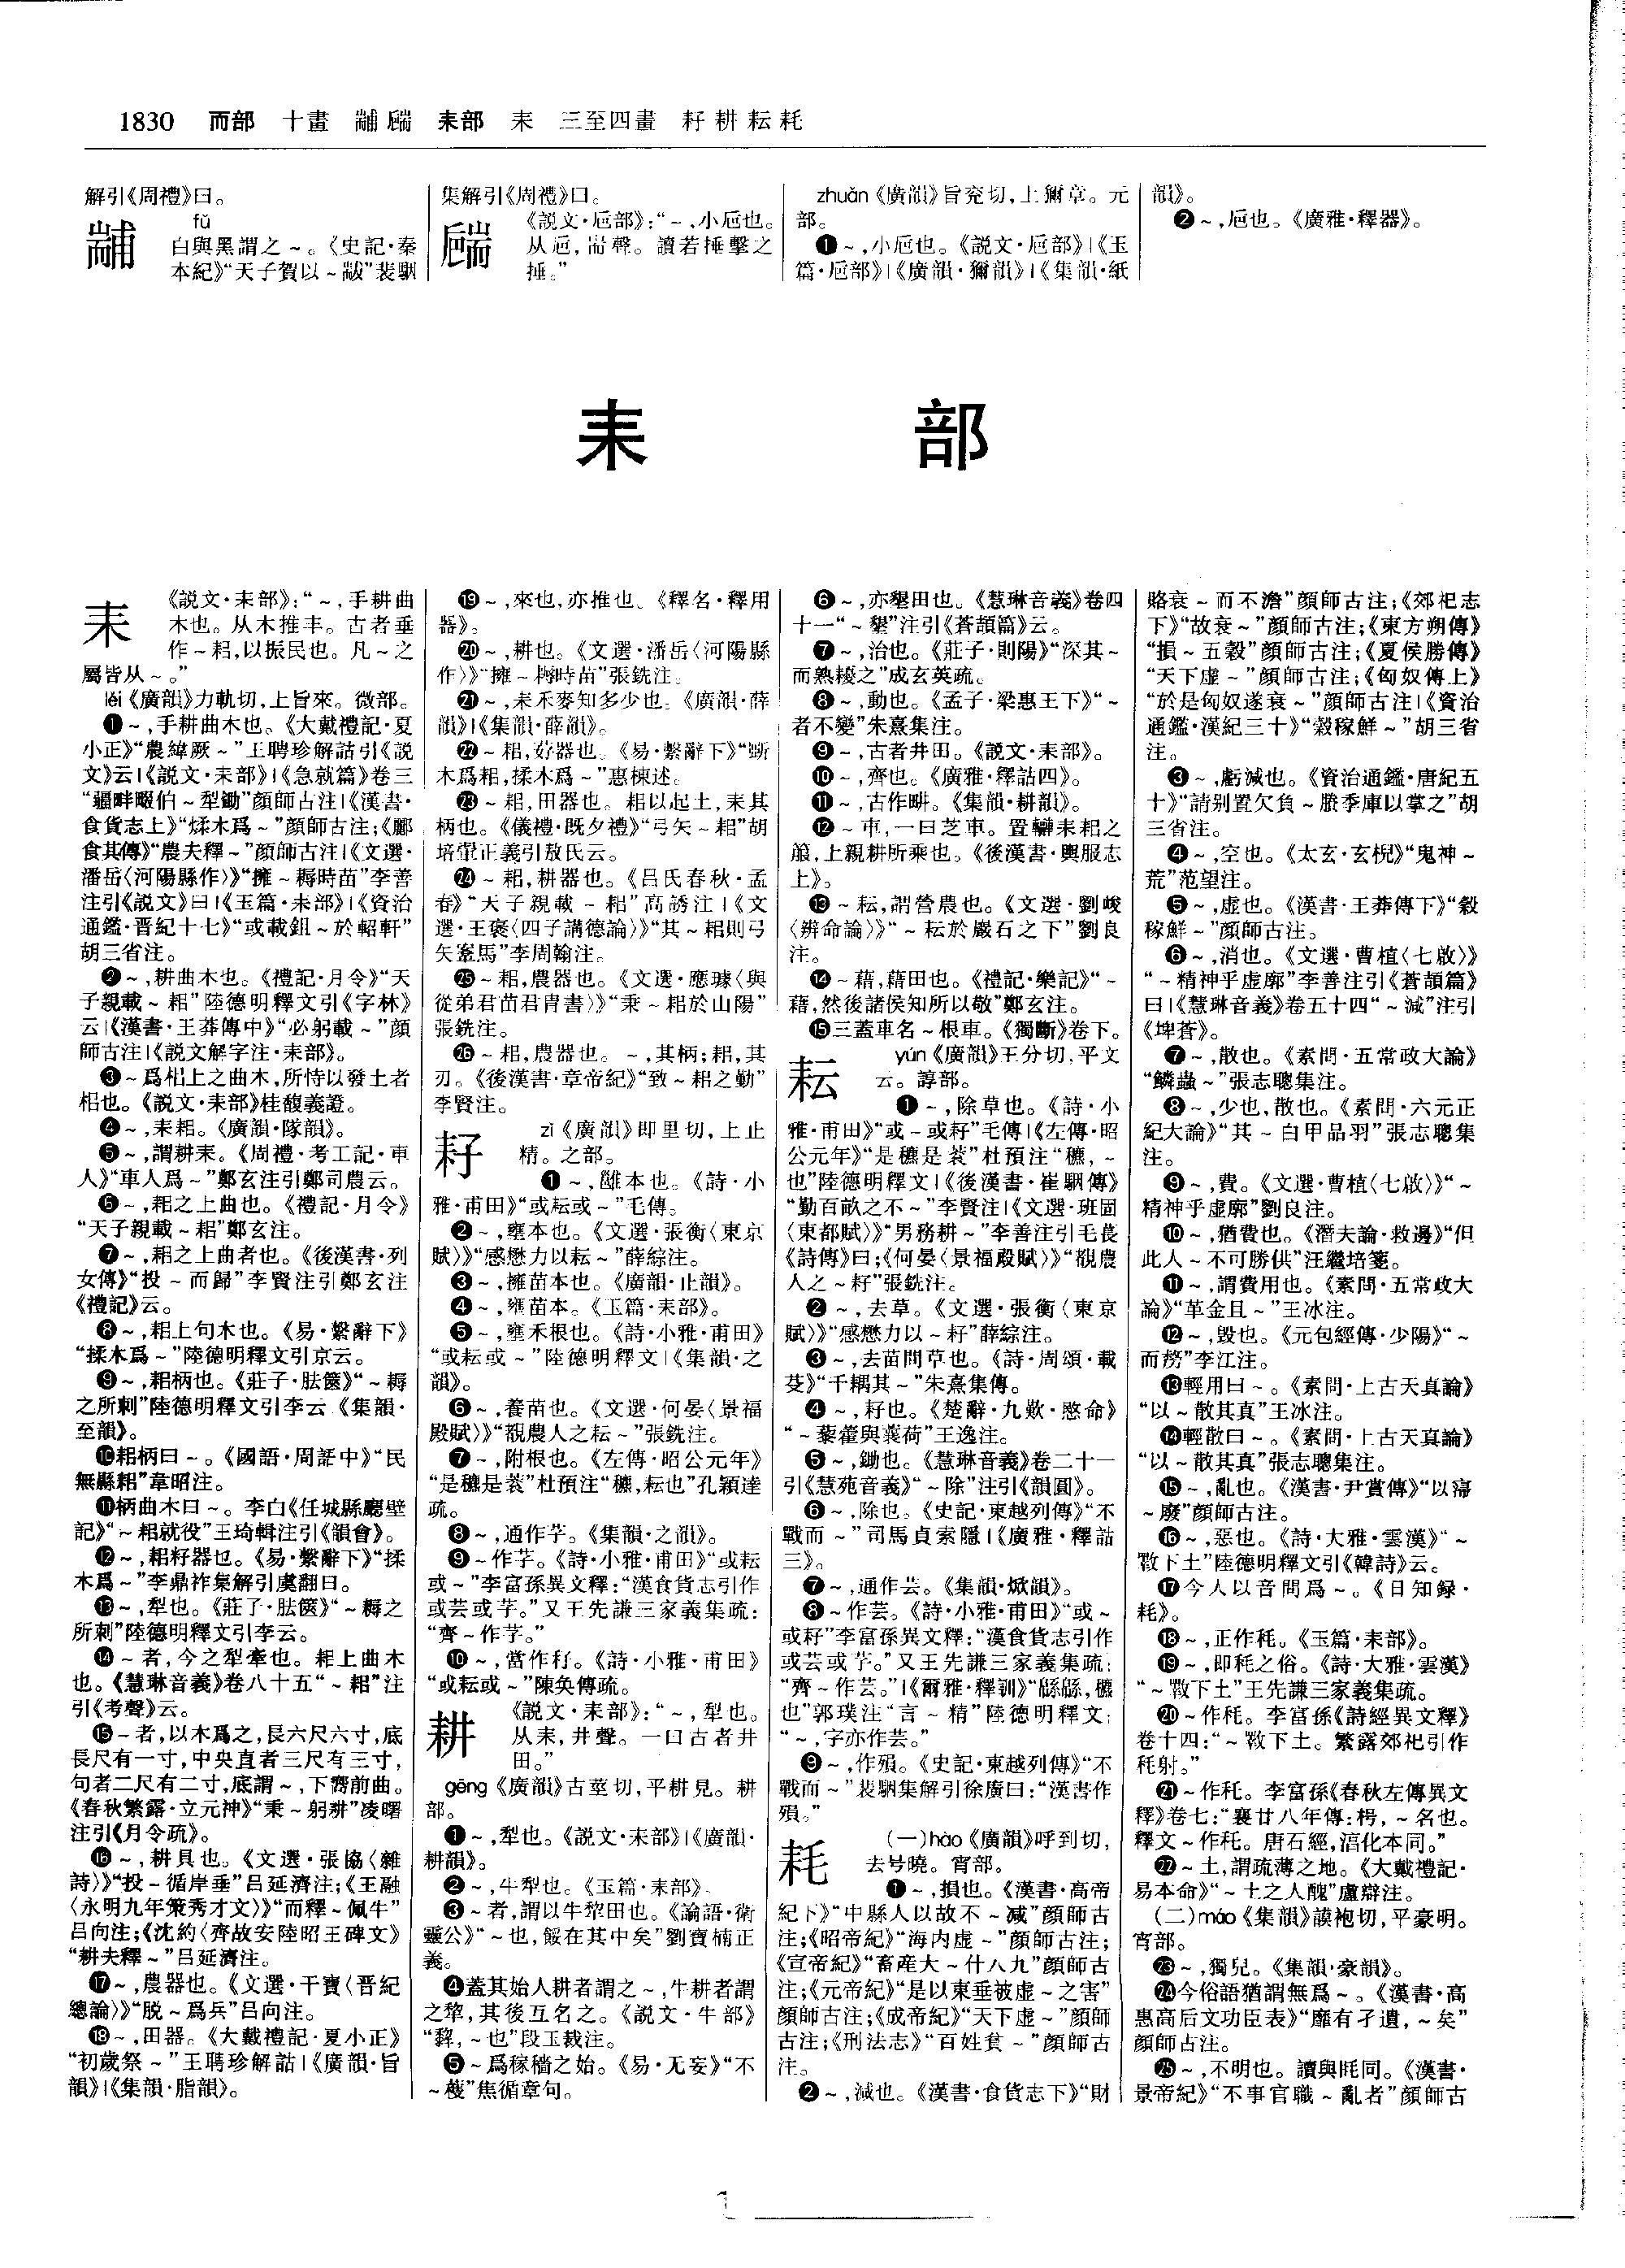 1830 而部 十畫 䎔𦓝 耒部 耒 三至四畫 耔耕耘耗
解引《周禮》曰。
fǔ
白與黑謂之～。《史記·秦
本紀》“天子賀以～黻”裴駰
集解引《周禮》曰。
《説文·卮部》：“～，小卮也。
从卮，耑聲。讀若捶擊之
捶。”
zhuǎn《廣韻》旨兖切，上獮章。元
部。
❶～，小卮也。《説文·卮部》|《玉
篇·卮部》|《廣韻·獮韻》|《集韻·紙
韻》。
❷～，卮也。《廣雅·釋器》。
耒部
耒
《説文·耒部》：“～，手耕曲
木也。从木推丰。古者垂
作～耜，以振民也。凡～之
屬皆从～。”
lěi《廣韻》力軌切，上旨來。微部。
❶～，手耕曲木也。《大戴禮記·夏
小正》“農緯厥～”王聘珍解詁引《説
文》云|《説文·耒部》|《急就篇》卷三
“疆畔畷伯～犁鋤”顔師古注|《漢書·
食貨志上》“煣木爲～”顔師古注；《酈
食其傳》“農夫釋～”顔師古注|《文選·
潘岳〈河陽縣作〉》“擁～耨時苗”李善
注引《説文》曰|《玉篇·耒部》|《資治
通鑑·晋紀十七》“或載鉏～於軺軒”
胡三省注。
❷～，耕曲木也。《禮記·月令》“天
子親載～耜”陸德明釋文引《字林》
云|《漢書·王莽傳中》“必躬載～”顔
師古注|《説文解字注·耒部》。
❸～爲耜上之曲木，所恃以發土者
耜也。《説文·耒部》桂馥義證。
❹～，耒耜。《廣韻·隊韻》。
❺～，謂耕耒。《周禮·考工記·車
人》“車人爲～”鄭玄注引鄭司農云。
❻～，耜之上曲也。《禮記·月令》
“天子親載～耜”鄭玄注。
❼～，耜之上曲者也。《後漢書·列
女傳》“投～而歸”李賢注引鄭玄注
《禮記》云。
❽～，耜上句木也。《易·繫辭下》
“揉木爲～”陸德明釋文引京云。
❾～，耜柄也。《莊子·胠篋》“～耨
之所刺”陸德明釋文引李云《集韻·
至韻》。
❿耜柄曰～。《國語·周語中》“民
無縣耜”韋昭注。
⓫柄曲木曰～。李白《任城縣廳壁
記》“～耜就役”王琦輯注引《韻會》。
⓬～，耜耔器也。《易·繫辭下》“揉
木爲～”李鼎祚集解引虞翻曰。
⓭～，犁也。《莊子·胠篋》“～耨之
所刺”陸德明釋文引李云。
⓮～者，今之犁牽也。耜上曲木
也。《慧琳音義》卷八十五“～耜”注
引《考聲》云。
⓯～者，以木爲之，長六尺六寸，底
長尺有一寸，中央直者三尺有三寸，
句者二尺有二寸，底謂～，下嚮前曲。
《春秋繁露·立元神》“秉～躬耕”凌曙
注引《月令疏》。
⓰～，耕具也。《文選·張協〈雜
詩〉》“投～循岸垂”吕延濟注；《王融
〈永明九年策秀才文〉》“而釋～佩牛”
吕向注；《沈約〈齊故安陸昭王碑文》
“耕夫釋～”吕延濟注。
⓱～，農器也。《文選·干寶〈晋紀
總論〉》“脱～爲兵”吕向注。
⓲～，田器。《大戴禮記·夏小正》
“初歲祭～”王聘珍解詁|《廣韻·旨
韻》|《集韻·脂韻》。
⓳～，來也，亦推也。《釋名·釋用
器》。
⓴～，耕也。《文選·潘岳〈河陽縣
作〉》“擁～耨時苗”張銑注。
㉑～，耒禾麥知多少也。《廣韻·薛
韻》|《集韻·薛韻》。
㉒～耜，耔器也。《易·繫辭下》“斲
木爲耜，揉木爲～”惠棟述。
㉓～耜，田器也。耜以起土，耒其
柄也。《儀禮·既夕禮》“弓矢～耜”胡
培翬正義引敖氏云。
㉔～耜，耕器也。《吕氏春秋·孟
春》“天子親載～耜”高誘注|《文
選·王褒〈四子講德論〉》“其～耜則弓
矢鞌馬”李周翰注。
㉕～耜，農器也。《文選·應璩〈與
從弟君苗君胄書〉》“秉～耜於山陽”
張銑注。
㉖～耜，農器也。～，其柄；耜，其
刃。《後漢書·章帝紀》“致～耜之勤”
李賢注。
耔
zǐ《廣韻》即里切，上止
精。之部。
❶～，雝本也。《詩·小
雅·甫田》“或耘或～”毛傳。
❷～，壅本也。《文選·張衡〈東京
賦〉》“感懋力以耘～”薛綜注。
❸～，擁苗本也。《廣韻·止韻》。
❹～，壅苗本。《玉篇·耒部》。
❺～，壅禾根也。《詩·小雅·甫田》
“或耘或～”陸德明釋文|《集韻·之
韻》。
❻～，養苗也。《文選·何晏〈景福
殿賦〉》“覩農人之耘～”張銑注。
❼～，附根也。《左傳·昭公元年》
“是穮是蓘”杜預注“穮，耘也”孔穎達
疏。
❽～，通作芓。《集韻·之韻》。
❾～作芓。《詩·小雅·甫田》“或耘
或～”李富孫異文釋：“漢食貨志引作
或芸或芓。”又王先謙三家義集疏：
“齊～作芓。”
❿～，當作秄。《詩·小雅·甫田》
“或耘或～”陳奂傳疏。
耕
《説文·耒部》：“～，犁也。
从耒，井聲。一曰古者井
田。”
gēng《廣韻》古莖切，平耕見。耕
部。
❶～，犁也。《説文·耒部》|《廣韻·
耕韻》。
❷～，牛犁也。《玉篇·耒部》。
❸～者，謂以牛犂田也。《論語·衛
靈公》“～也，餒在其中矣”劉寶楠正
義。
❹蓋其始人耕者謂之～，牛耕者謂
之犂，其後互名之。《説文·牛部》
“䅻，～也”段玉裁注。
❺～爲稼穡之始。《易·无妄》“不
～穫”焦循章句。
❻～，亦墾田也。《慧琳音義》卷四
十一“～墾”注引《蒼頡篇》云。
❼～，治也。《莊子·則陽》“深其～
而熟耰之”成玄英疏。
❽～，動也。《孟子·梁惠王下》“～
者不變”朱熹集注。
❾～，古者井田。《説文·耒部》。
❿～，齊也。《廣雅·釋詁四》。
⓫～，古作畊。《集韻·耕韻》。
⓬～車，一曰芝車。置轓耒耜之
箙，上親耕所乘也。《後漢書·輿服志
上》。
⓭～耘，謂營農也。《文選·劉峻
〈辨命論〉》“～耘於巖石之下”劉良
注。
⓮～藉，藉田也。《禮記·樂記》“～
藉，然後諸侯知所以敬”鄭玄注。
⓯三蓋車名～根車。《獨斷》卷下。
耘
yún《廣韻》王分切，平文
云。諄部。
❶～，除草也。《詩·小
雅·甫田》“或～或耔”毛傳|《左傳·昭
公元年》“是穮是蓘”杜預注“穮，～
也”陸德明釋文|《後漢書·崔駰傳》
“勤百畝之不～”李賢注|《文選·班固
〈東都賦〉》“男務耕～”李善注引毛萇
《詩傳》曰；《何晏〈景福殿賦〉》“覩農
人之～耔”張銑注。
❷～，去草。《文選·張衡〈東京
賦〉》“感懋力以～耔”薛綜注。
❸～，去苗間草也。《詩·周頌·載
芟》“千耦其～”朱熹集傳。
❹～，耔也。《楚辭·九歎·愍命》
“～藜藿與蘘荷”王逸注。
❺～，鋤也。《慧琳音義》卷二十一
引《慧苑音義》“～除”注引《韻圃》。
❻～，除也。《史記·東越列傳》“不
戰而～”司馬貞索隱|《廣雅·釋詁
三》。
❼～，通作芸。《集韻·焮韻》。
❽～作芸。《詩·小雅·甫田》“或～
或耔”李富孫異文釋：“漢食貨志引作
或芸或芓。”又王先謙三家義集疏：
“齊～作芸。”|《爾雅·釋訓》“緜緜，穮
也”郭璞注“言～精”陸德明釋文：
“～，字亦作芸。”
❾～，作殞。《史記·東越列傳》“不
戰而～”裴駰集解引徐廣曰：“漢書作
殞。”
耗
（一）hào《廣韻》呼到切，
去号曉。宵部。
❶～，損也。《漢書·高帝
紀下》“中縣人以故不～减”顔師古
注；《昭帝紀》“海内虚～”顔師古注；
《宣帝紀》“畜産大～什八九”顔師古
注；《元帝紀》“是以東垂被虚～之害”
顔師古注；《成帝紀》“天下虚～”顔師
古注；《刑法志》“百姓貧～”顔師古
注。
❷～，減也。《漢書·食貨志下》“財
賂衰～而不澹”顔師古注；《郊祀志
下》“故衰～”顔師古注；《東方朔傳》
“損～五穀”顔師古注；《夏侯勝傳》
“天下虚～”顔師古注；《匈奴傳上》
“於是匈奴遂衰～”顔師古注|《資治
通鑑·漢紀三十》“穀稼鮮～”胡三省
注。
❸～，虧減也。《資治通鑑·唐紀五
十》“請别置欠負～賸季庫以掌之”胡
三省注。
❹～，空也。《太玄·玄棿》“鬼神～
荒”范望注。
❺～，虚也。《漢書·王莽傳下》“穀
稼鮮～”顔師古注。
❻～，消也。《文選·曹植〈七啟〉》
“～精神乎虚廓”李善注引《蒼頡篇》
曰|《慧琳音義》卷五十四“～減”注引
《埤蒼》。
❼～，散也。《素問·五常政大論》
“鱗蟲～”張志聰集注。
❽～，少也，散也。《素問·六元正
紀大論》“其～白甲品羽”張志聰集
注。
❾～，費。《文選·曹植〈七啟〉》“～
精神乎虚廓”劉良注。
❿～，猶費也。《潛夫論·救邊》“但
此人～不可勝供”汪繼培箋。
⓫～，謂費用也。《素問·五常政大
論》“革金且～”王冰注。
⓬～，毁也。《元包經傳·少陽》“～
而𣧑”李江注。
⓭輕用曰～。《素問·上古天真論》
“以～散其真”王冰注。
⓮輕散曰～。《素問·上古天真論》
“以～散其真”張志聰集注。
⓯～，亂也。《漢書·尹賞傳》“以𡪢
～廢”顔師古注。
⓰～，惡也。《詩·大雅·雲漢》“～
斁下土”陸德明釋文引《韓詩》云。
⓱今人以音問爲～。《日知録·
耗》。
⓲～，正作秏。《玉篇·耒部》。
⓳～，即秏之俗。《詩·大雅·雲漢》
“～斁下土”王先謙三家義集疏。
⓴～作秏。李富孫《詩經異文釋》
卷十四：“～斁下土。繁露郊祀引作
秏射。”
㉑～作秏。李富孫《春秋左傳異文
釋》卷七：“襄廿八年傳：枵，～名也。
釋文～作秏。唐石經，淳化本同。”
㉒～土，謂疏薄之地。《大戴禮記·
易本命》“～土之人醜”盧辯注。
（二）máo《集韻》謨袍切，平豪明。
宵部。
㉓～，獨皃。《集韻·豪韻》。
㉔今俗語猶謂無爲～。《漢書·高
惠高后文功臣表》“靡有孑遺，～矣”
顔師古注。
㉕～，不明也。讀與眊同。《漢書·
景帝紀》“不事官職～亂者”顔師古